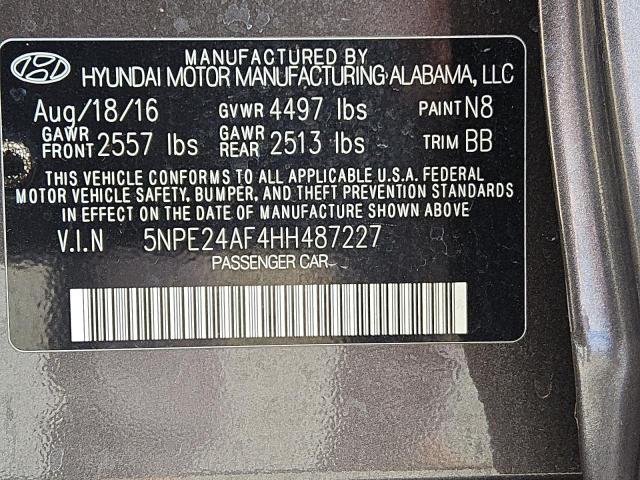 MANUFACTURED BY
HYUNDAI MOTOR MANUFACTURING ALABAMA, LLC
Aug/18/16 GVWR 4497 lbs PAINT N8
GAWR FRONT 2557 lbs GAWR REAR 2513 lbs TRIM BB
THIS VEHICLE CONFORMS TO ALL APPLICABLE U.S.A. FEDERAL
MOTOR VEHICLE SAFETY, BUMPER, AND THEFT PREVENTION STANDARDS
IN EFFECT ON THE DATE OF MANUFACTURE SHOWN ABOVE
V.I.N 5NPE24AF4HH487227
PASSENGER CAR